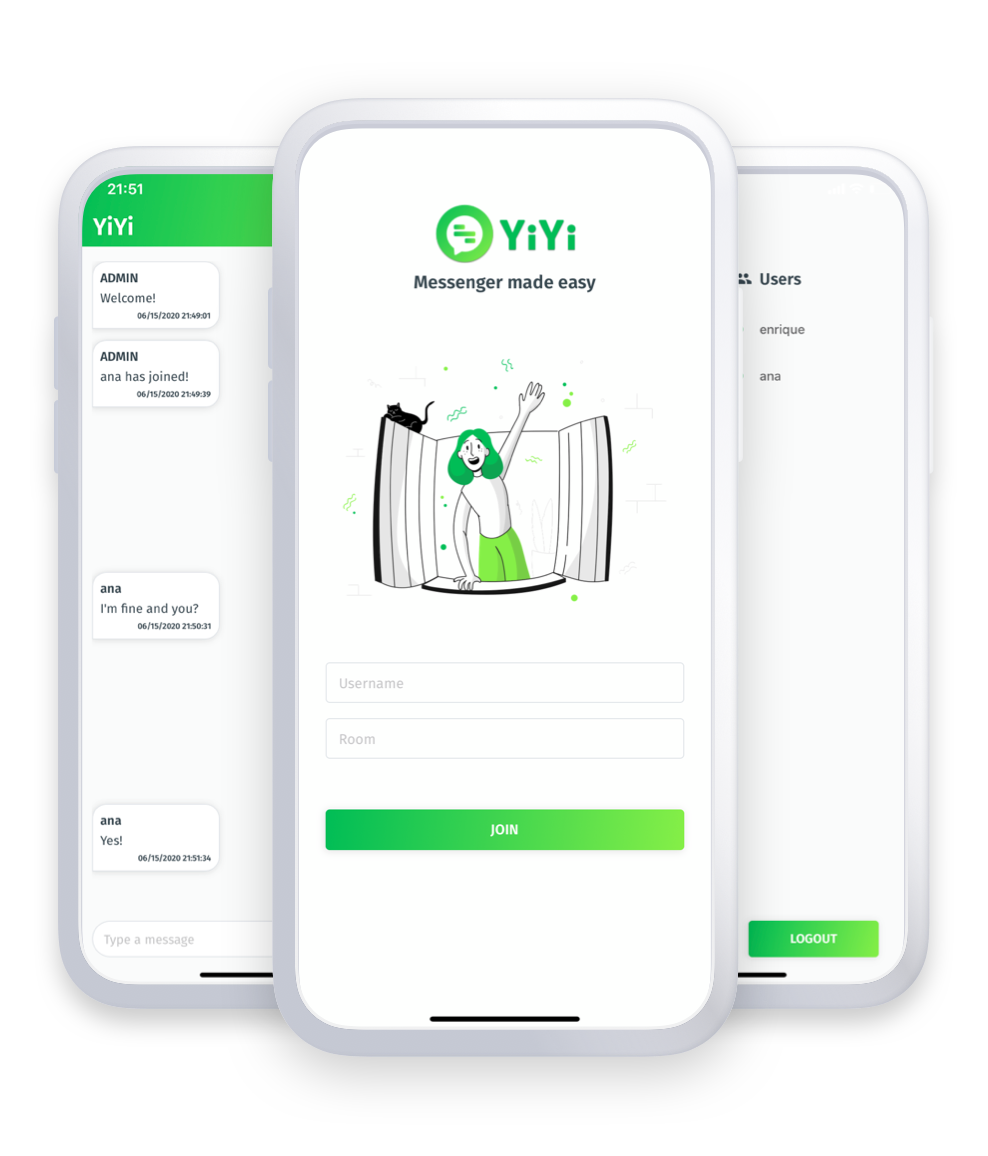 21:51
YiYi
ADMIN
Welcome!
06/15/2020 21:49:01
ADMIN
ana has joined!
06/15/2020 21:49:39
ana
I'm fine and you?
06/15/2020 21:50:31
ana
Yes!
06/15/2020 21:51:34
Type a message
YiYi
Messenger made easy
Username
Room
JOIN
Users
enrique
ana
LOGOUT